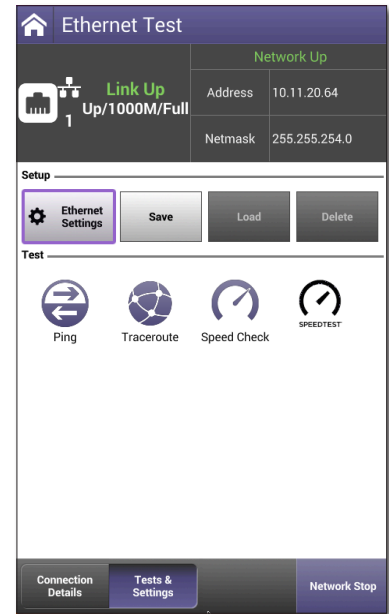 Ethernet Test
Network Up
Link Up
Up/1000M/Full
1
Address
10.11.20.64
Netmask
255.255.254.0
Setup
Ethernet
Settings
Save
Load
Delete
Test
Ping
Traceroute
Speed Check
SPEEDTEST
Connection
Details
Tests &
Settings
Network Stop